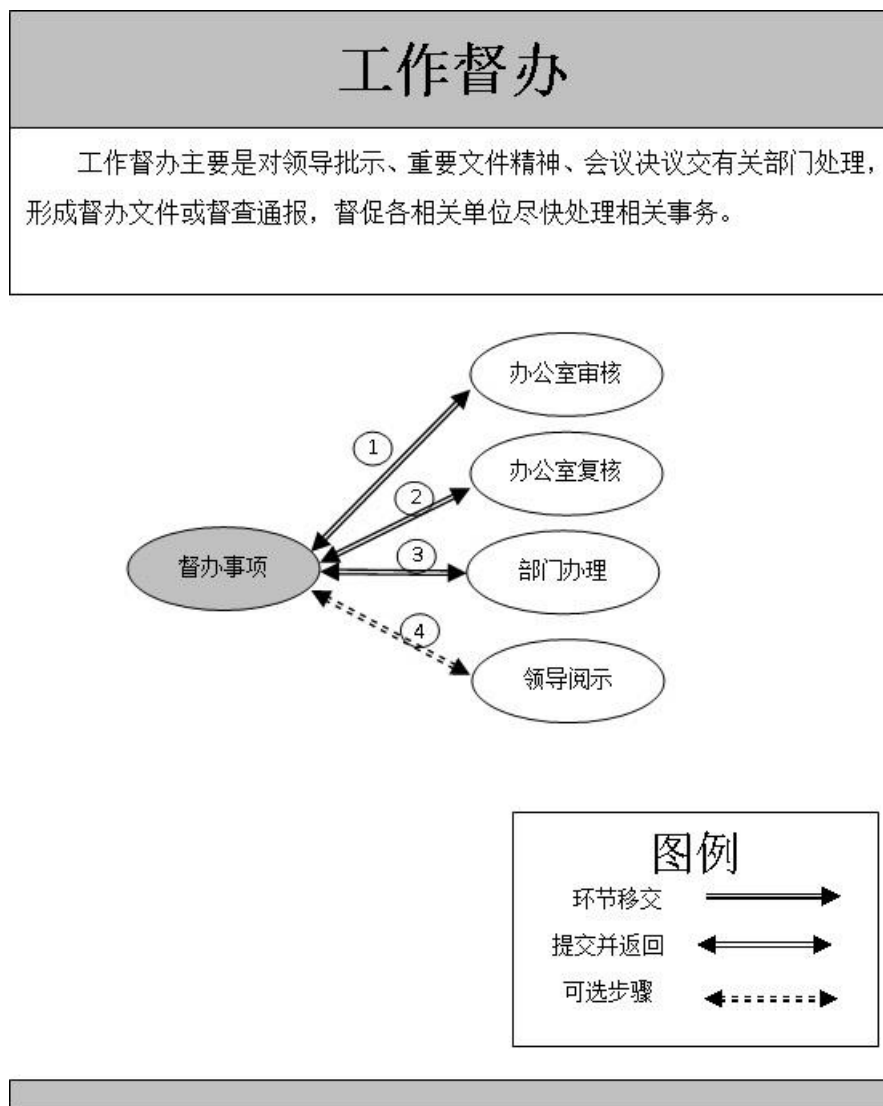 工作督办
工作督办主要是对领导批示、重要文件精神、会议决议交有关部门处理，
形成督办文件或督查通报，督促各相关单位尽快处理相关事务。
办公室审核
1
办公室复核
2
督办事项
3
部门办理
4
领导阅示
图例
环节移交
提交并返回
可选步骤